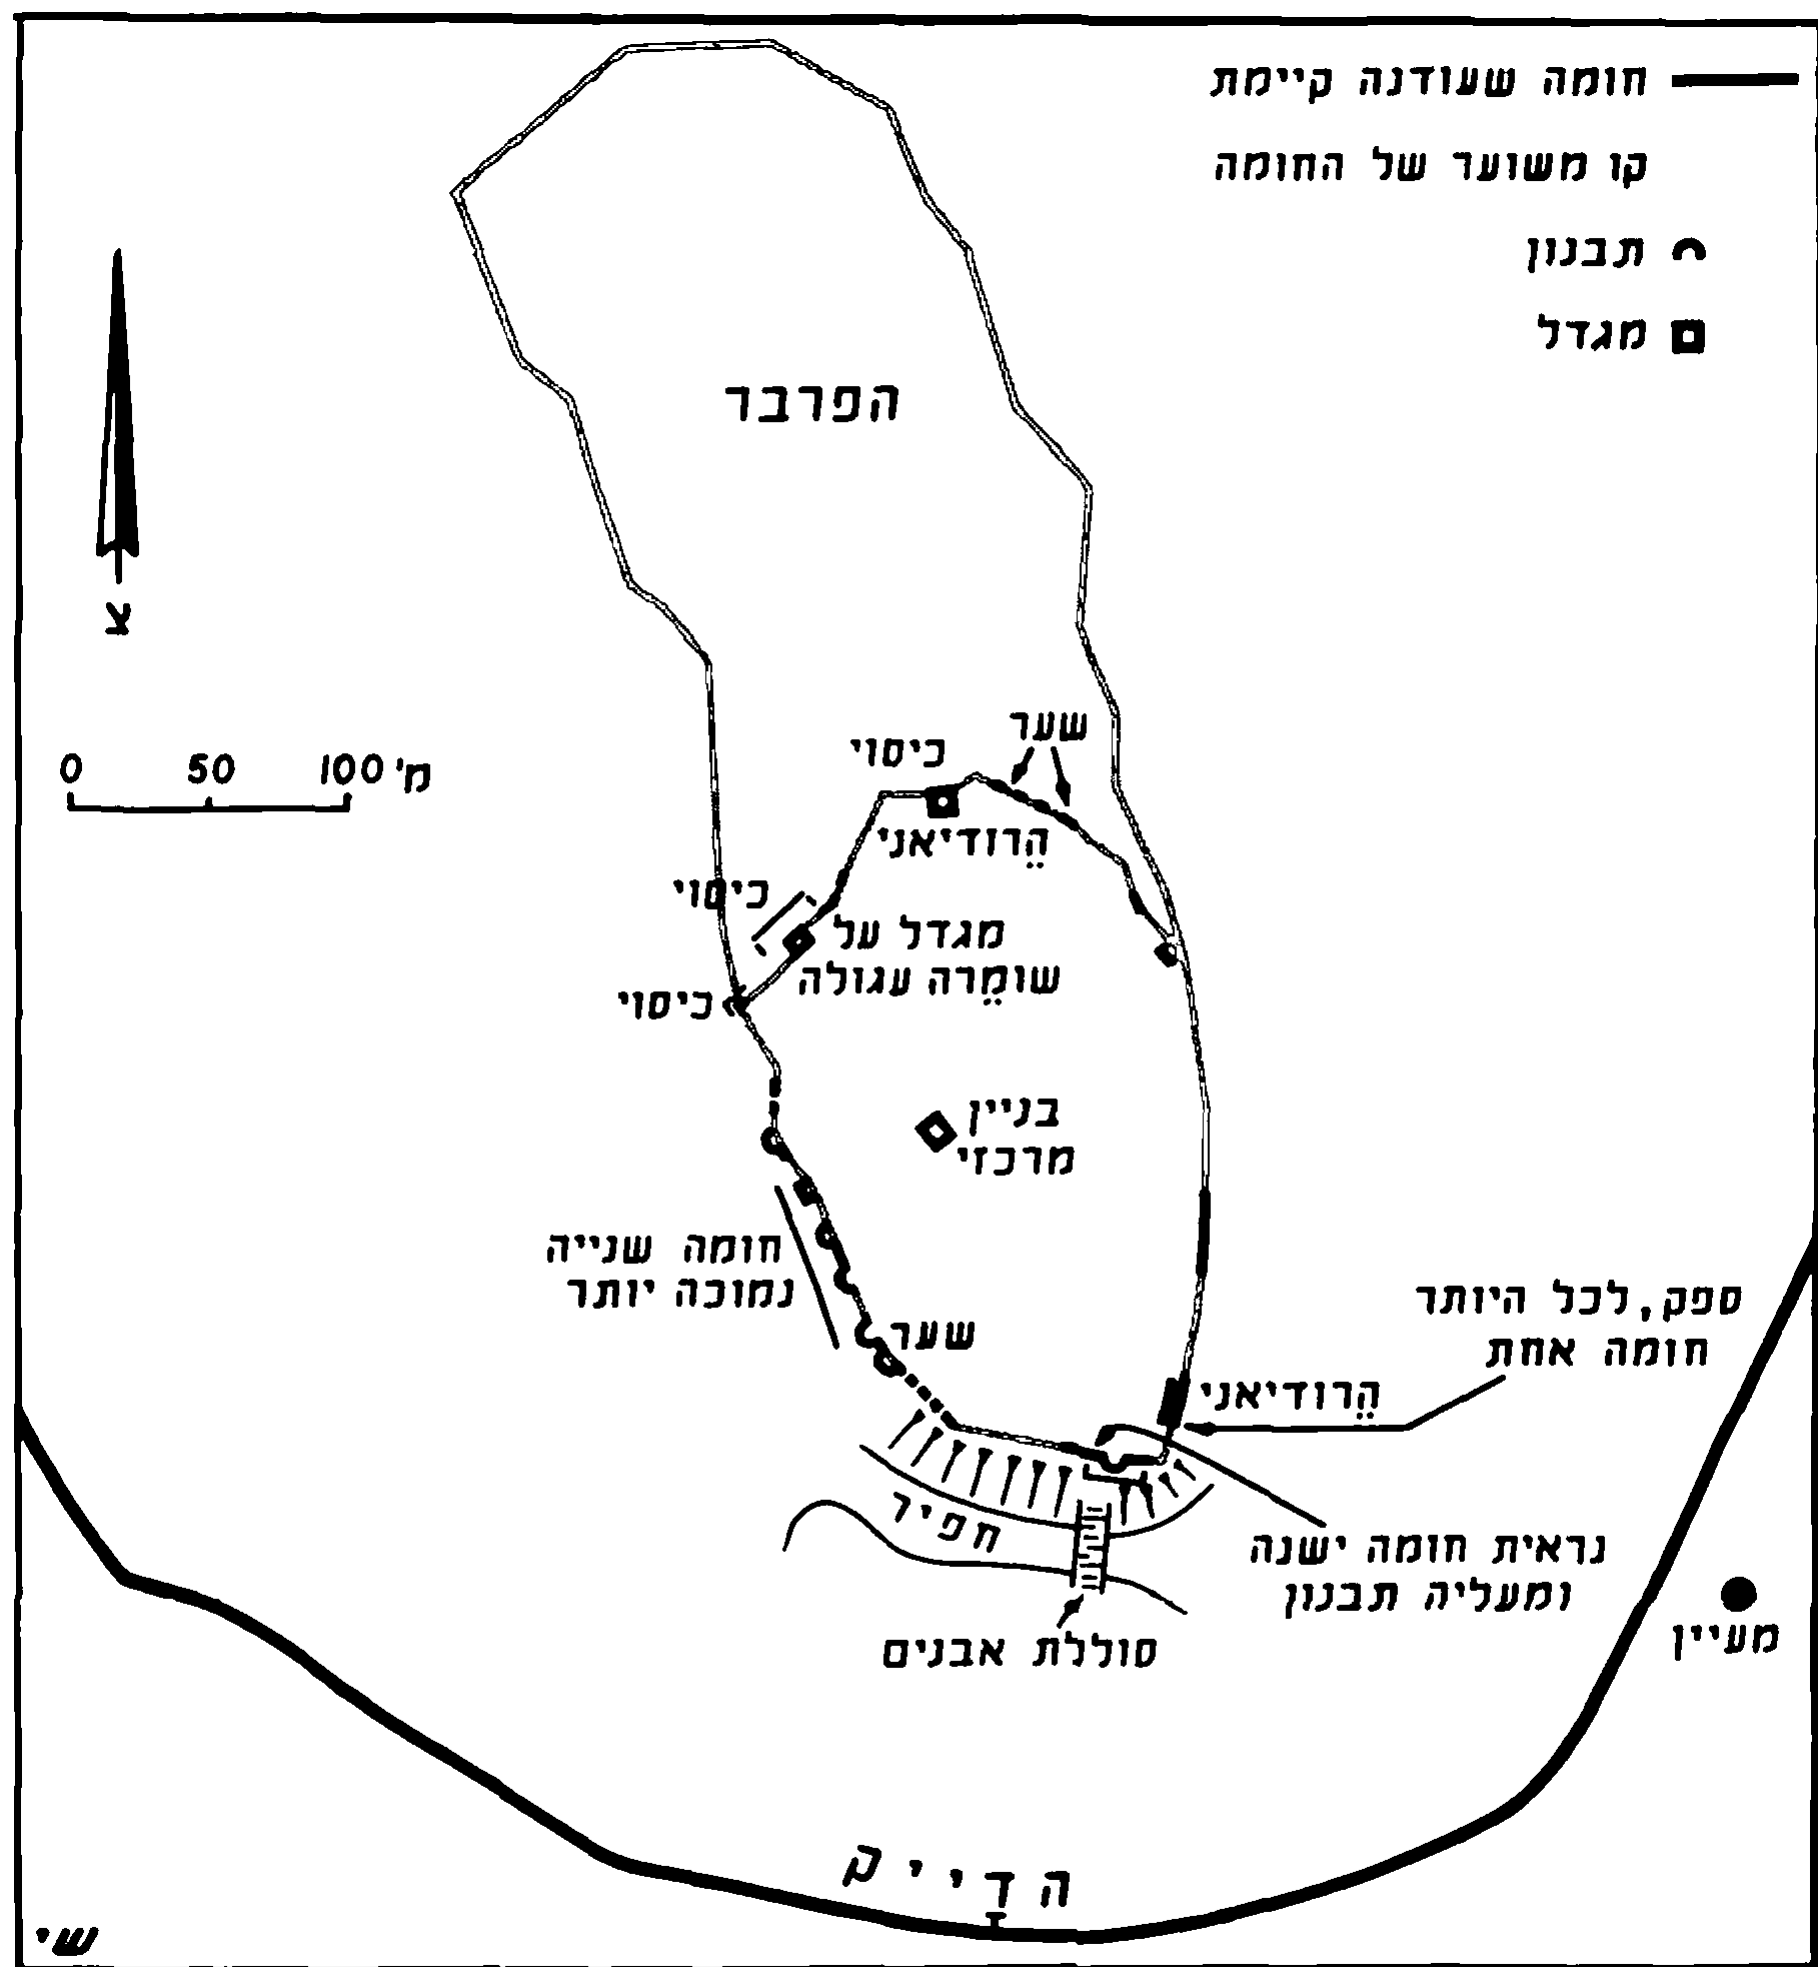 חומה שעודנה קיימת
קו משוער של החומה
תבנון
מגדל
הפרבר
צ
0 50 100 מ'
שער
כיסוי
הֵרודיאני
כיסוי
מגדל על
שומֵרה עגולה
כיסוי
בניין
מרכזי
חומה שנייה
נמוכה יותר
שער
ספק, לכל היותר
חומה אחת
הֵרודיאני
חפיר
נראית חומה ישנה
ומעליה תבנון
סוללת אבנים
מעיין
הדייק
שי